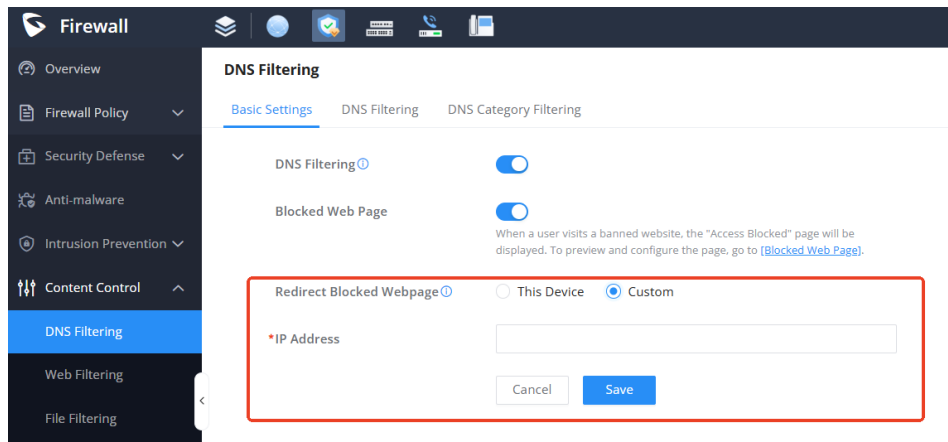 Firewall
Overview
Firewall Policy
Security Defense
Anti-malware
Intrusion Prevention
Content Control
DNS Filtering
Web Filtering
File Filtering
DNS Filtering
Basic Settings DNS Filtering DNS Category Filtering
DNS Filtering
Blocked Web Page
When a user visits a banned website, the "Access Blocked" page will be
displayed. To preview and configure the page, go to [Blocked Web Page].
Redirect Blocked Webpage This Device Custom
*IP Address
Cancel Save